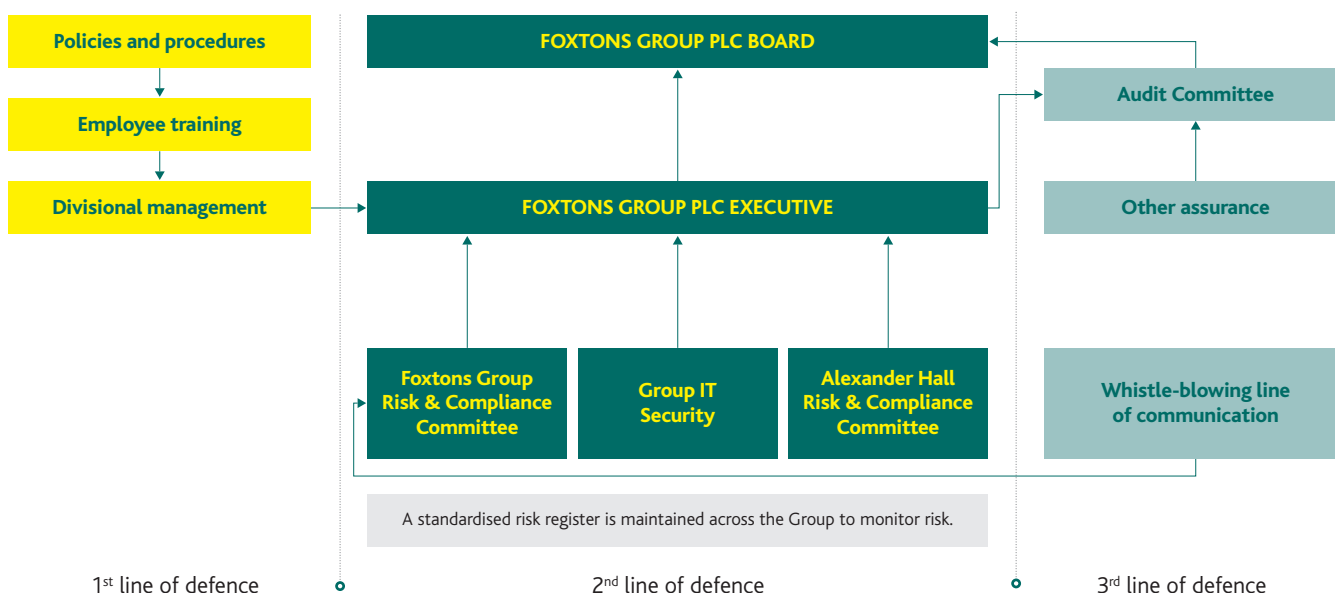 Policies and procedures
Employee training
Divisional management
FOXTONS GROUP PLC BOARD
FOXTONS GROUP PLC EXECUTIVE
Foxtons Group
Risk & Compliance
Committee
Group IT
Security
Alexander Hall
Risk & Compliance
Committee
A standardised risk register is maintained across the Group to monitor risk.
Audit Committee
Other assurance
Whistle-blowing line
of communication
1st line of defence
2nd line of defence
3rd line of defence